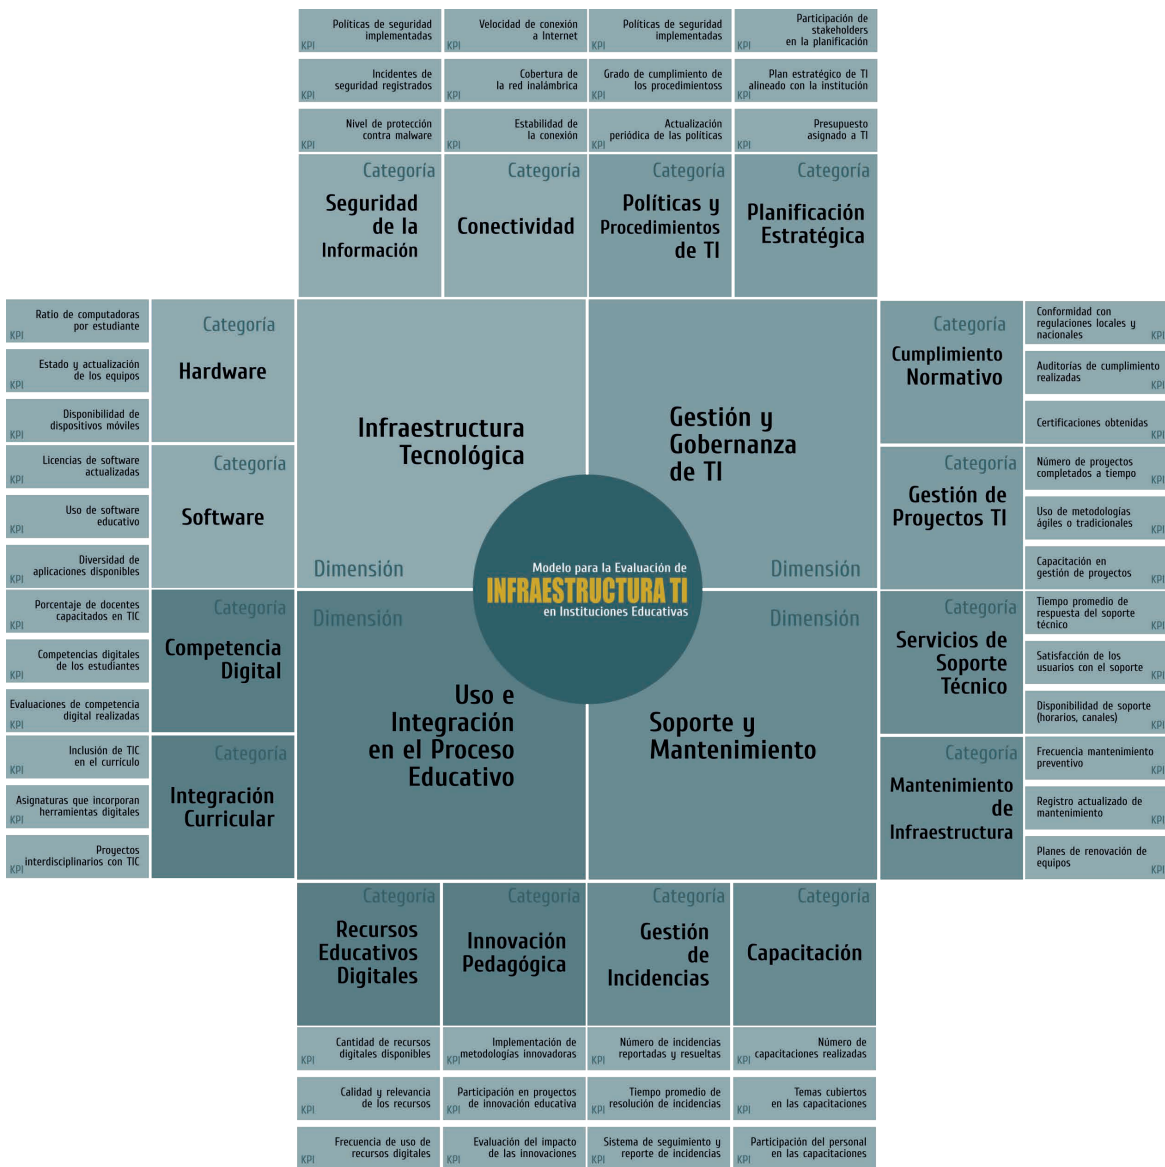 Políticas de seguridad
implementadas
KPI
Velocidad de conexión
a Internet
KPI
Políticas de seguridad
implementadas
KPI
Participación de
stakeholders
en la planificación
KPI
Incidentes de
seguridad registrados
KPI
Cobertura de
la red inalámbrica
KPI
Grado de cumplimiento de
los procedimientoss
KPI
Plan estratégico de TI
alineado con la institución
KPI
Nivel de protección
contra malware
KPI
Estabilidad de
la conexión
KPI
Actualización
periódica de las políticas
KPI
Presupuesto
asignado a TI
KPI
Categoría
Seguridad
de la
Información
Categoría
Conectividad
Categoría
Políticas y
Procedimientos
de TI
Categoría
Planificación
Estratégica
Ratio de computadoras
por estudiante
KPI
Estado y actualización
de los equipos
KPI
Disponibilidad de
dispositivos móviles
KPI
Categoría
Hardware
Licencias de software
actualizadas
KPI
Uso de software
educativo
KPI
Diversidad de
aplicaciones disponibles
KPI
Categoría
Software
Infraestructura
Tecnológica
Dimensión
Gestión y
Gobernanza
de TI
Dimensión
Categoría
Cumplimiento
Normativo
Conformidad con
regulaciones locales y
nacionales
KPI
Auditorías de cumplimiento
realizadas
KPI
Certificaciones obtenidas
KPI
Categoría
Gestión de
Proyectos TI
Número de proyectos
completados a tiempo
KPI
Uso de metodologías
ágiles o tradicionales
KPI
Capacitación en
gestión de proyectos
KPI
Modelo para la Evaluación de
INFRAESTRUCTURA TI
en Instituciones Educativas
Porcentaje de docentes
capacitados en TIC
KPI
Competencias digitales
de los estudiantes
KPI
Evaluaciones de competencia
digital realizadas
KPI
Categoría
Competencia
Digital
Inclusión de TIC
en el currículo
KPI
Asignaturas que incorporan
herramientas digitales
KPI
Proyectos
interdisciplinarios con TIC
KPI
Categoría
Integración
Curricular
Dimensión
Uso e
Integración
en el Proceso
Educativo
Dimensión
Soporte y
Mantenimiento
Categoría
Servicios de
Soporte
Técnico
Tiempo promedio de
respuesta del soporte
técnico
KPI
Satisfacción de los
usuarios con el soporte
KPI
Disponibilidad de soporte
(horarios, canales)
KPI
Categoría
Mantenimiento
de
Infraestructura
Frecuencia mantenimiento
preventivo
KPI
Registro actualizado de
mantenimiento
KPI
Planes de renovación de
equipos
KPI
Categoría
Recursos
Educativos
Digitales
Categoría
Innovación
Pedagógica
Categoría
Gestión
de
Incidencias
Categoría
Capacitación
Cantidad de recursos
digitales disponibles
KPI
Implementación de
metodologías innovadoras
KPI
Número de incidencias
reportadas y resueltas
KPI
Número de
capacitaciones realizadas
KPI
Calidad y relevancia
de los recursos
KPI
Participación en proyectos
de innovación educativa
KPI
Tiempo promedio de
resolución de incidencias
KPI
Temas cubiertos
en las capacitaciones
KPI
Frecuencia de uso de
recursos digitales
KPI
Evaluación del impacto
de las innovaciones
KPI
Sistema de seguimiento y
reporte de incidencias
KPI
Participación del personal
en las capacitaciones
KPI